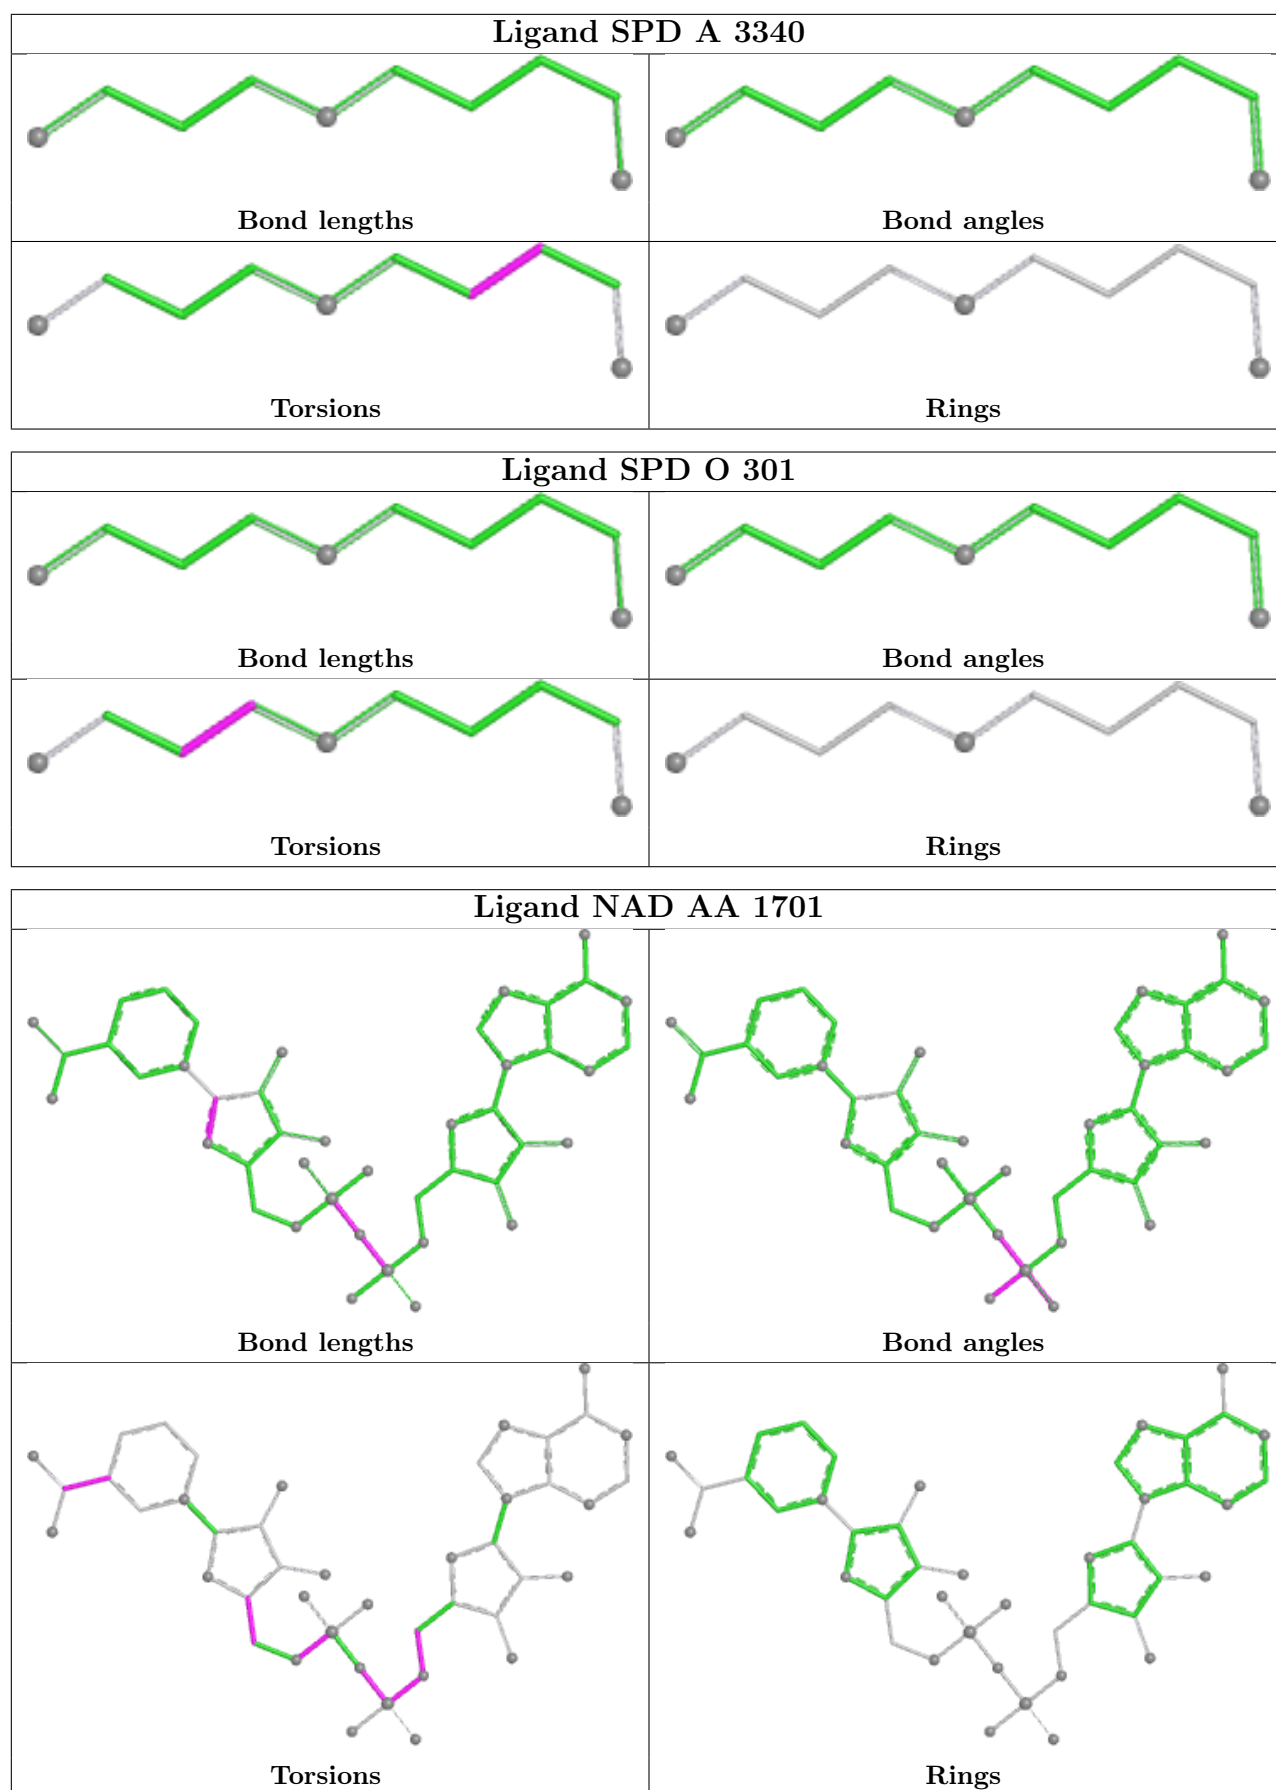 Ligand SPD A 3340
Bond lengths
Bond angles
Torsions
Rings
Ligand SPD O 301
Bond lengths
Bond angles
Torsions
Rings
Ligand NAD AA 1701
Bond lengths
Bond angles
Torsions
Rings